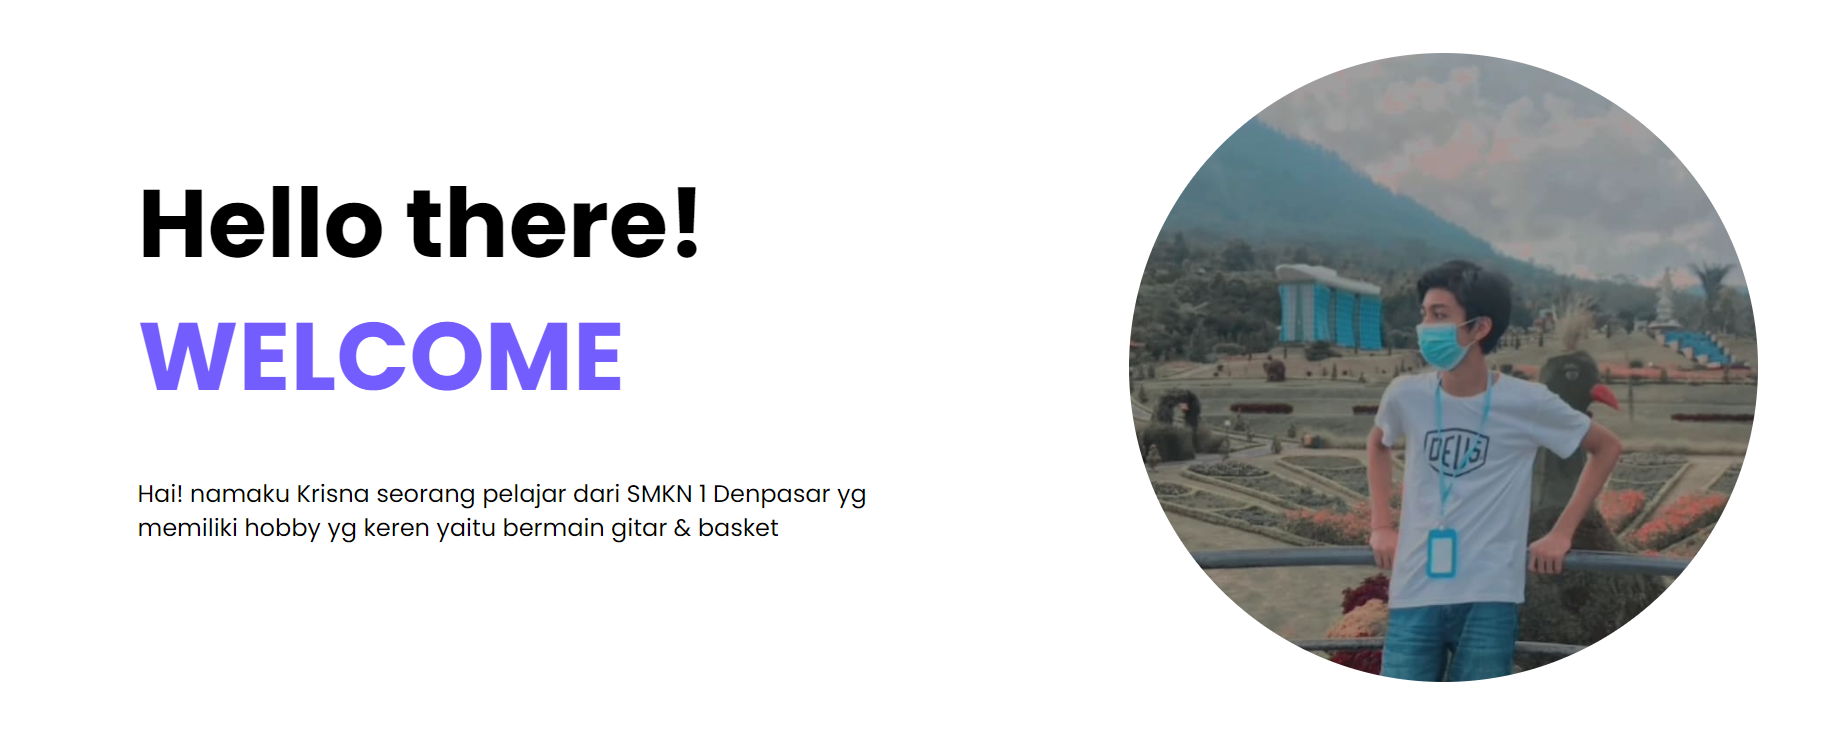 Hello there!
WELCOME
Hai! namaku Krisna seorang pelajar dari SMKN 1 Denpasar yg
memiliki hobby yg keren yaitu bermain gitar & basket
DEUS